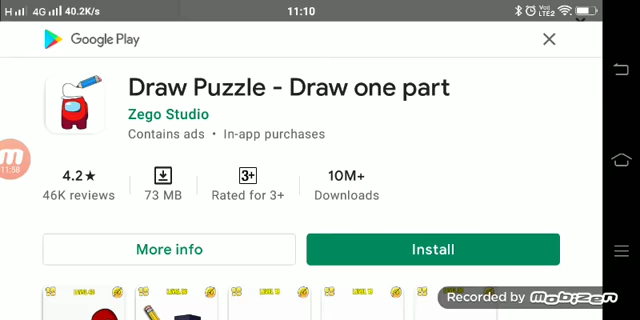 H 4G 40.2K/s 11:10 Voo LTE2
Google Play
Draw Puzzle - Draw one part
Zego Studio
Contains ads • In-app purchases
11:58
4.2★ 3+ 10M+
46K reviews 73 MB Rated for 3+ Downloads
More info Install
Recorded by Mobizen